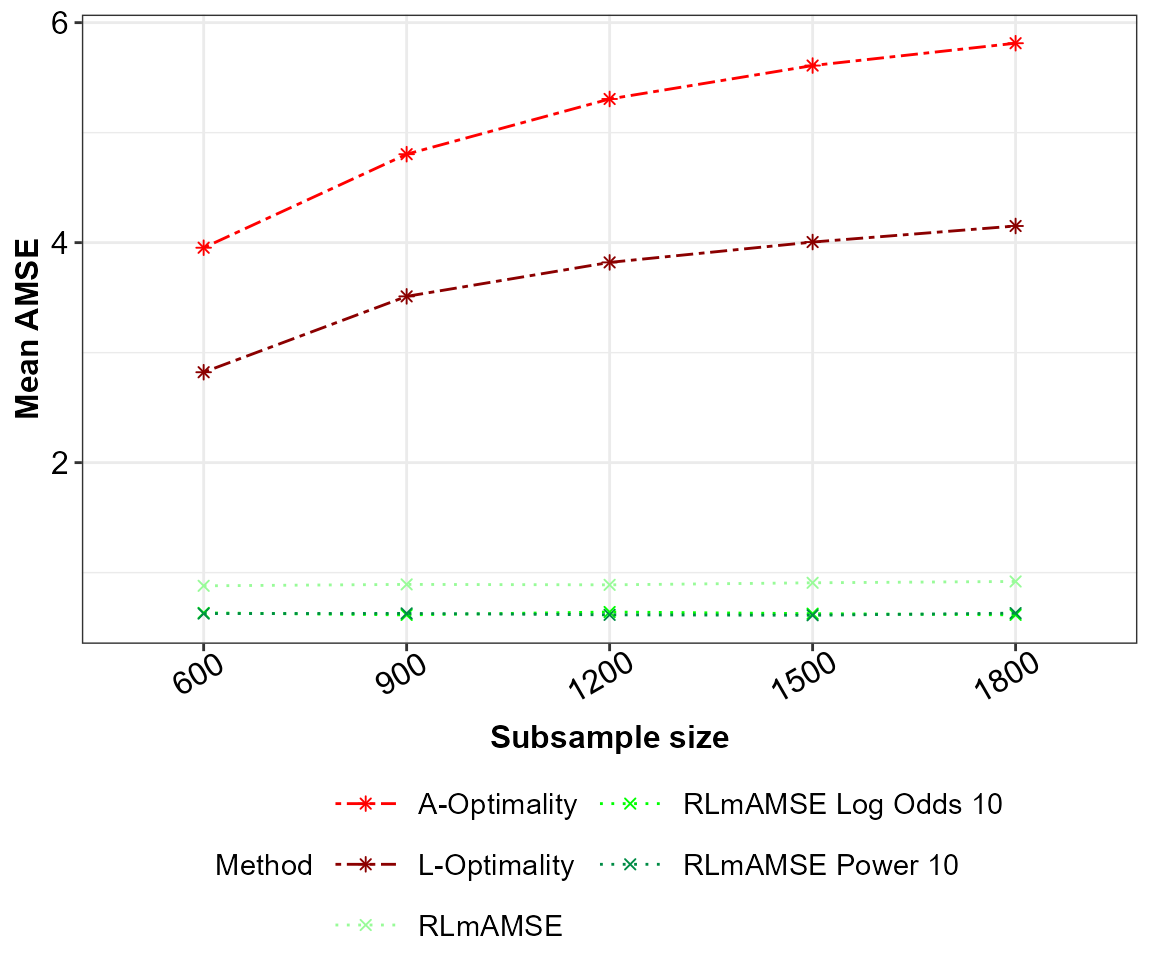 6
4
2
Mean AMSE
600
900
1200
1500
1800
Subsample size
Method
A-Optimality
L-Optimality
RLmAMSE
RLmAMSE Log Odds 10
RLmAMSE Power 10